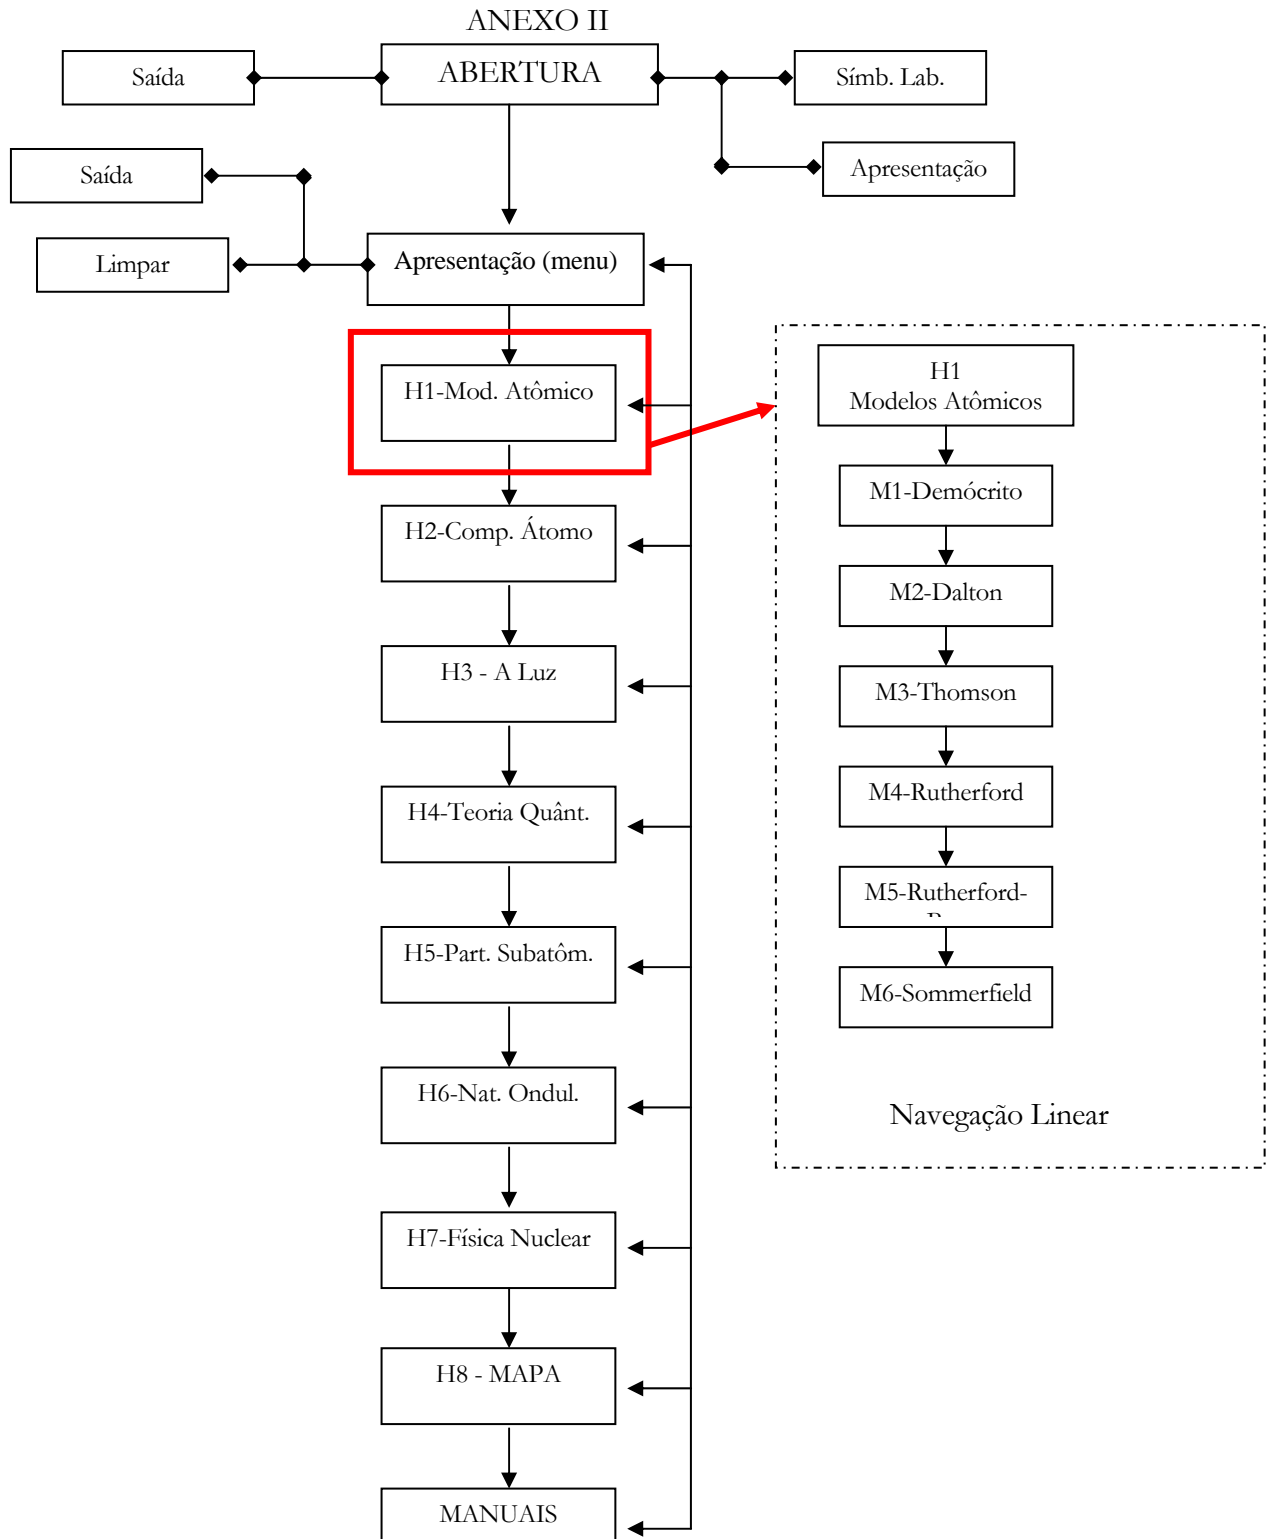 ANEXO II
Saída
ABERTURA
Símb. Lab.
Saída
Apresentação
Limpar
Apresentação (menu)
H1-Mod. Atômico
H2-Comp. Átomo
H3 - A Luz
H4-Teoria Quânt.
H5-Part. Subatôm.
H6-Nat. Ondul.
H7-Física Nuclear
H8 - MAPA
MANUAIS
H1
Modelos Atômicos
M1-Demócrito
M2-Dalton
M3-Thomson
M4-Rutherford
M5-Rutherford-
M6-Sommerfield
Navegação Linear